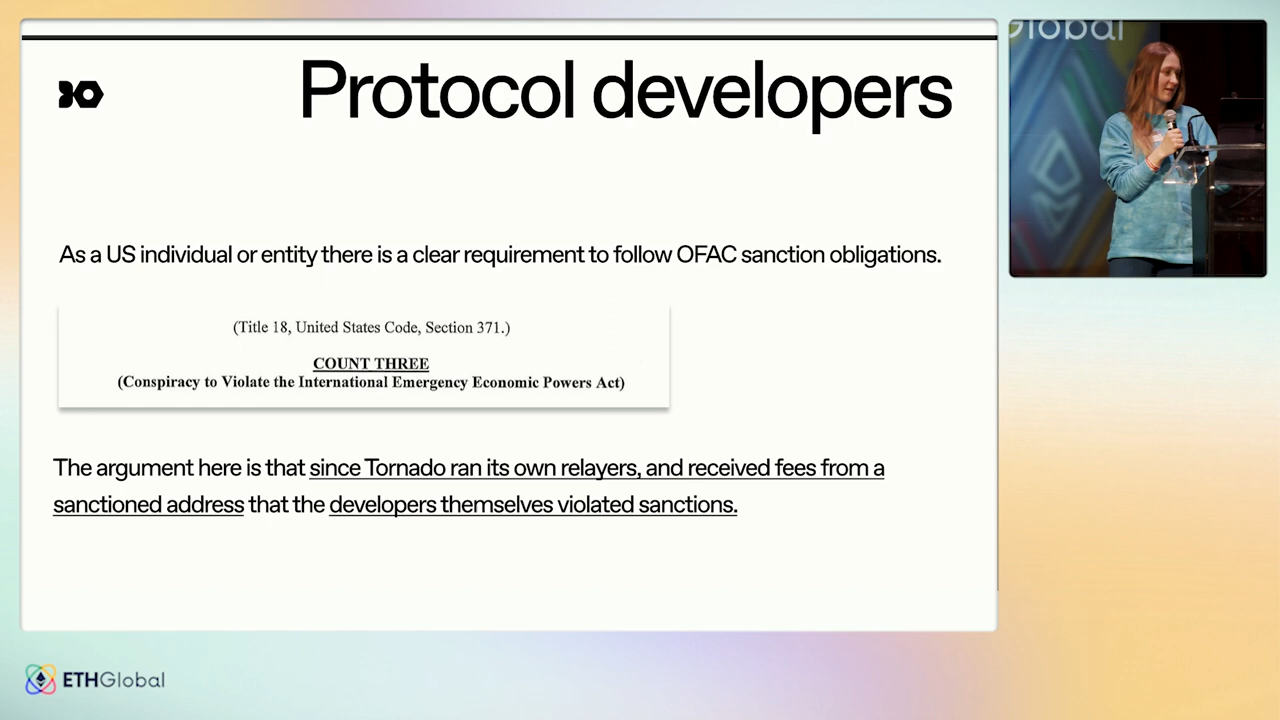 Protocol developers
As a US individual or entity there is a clear requirement to follow OFAC sanction obligations.
(Title 18, United States Code, Section 371.)
COUNT THREE
(Conspiracy to Violate the International Emergency Economic Powers Act)
The argument here is that since Tornado ran its own relayers, and received fees from a
sanctioned address that the developers themselves violated sanctions.
Global
ETHGlobal